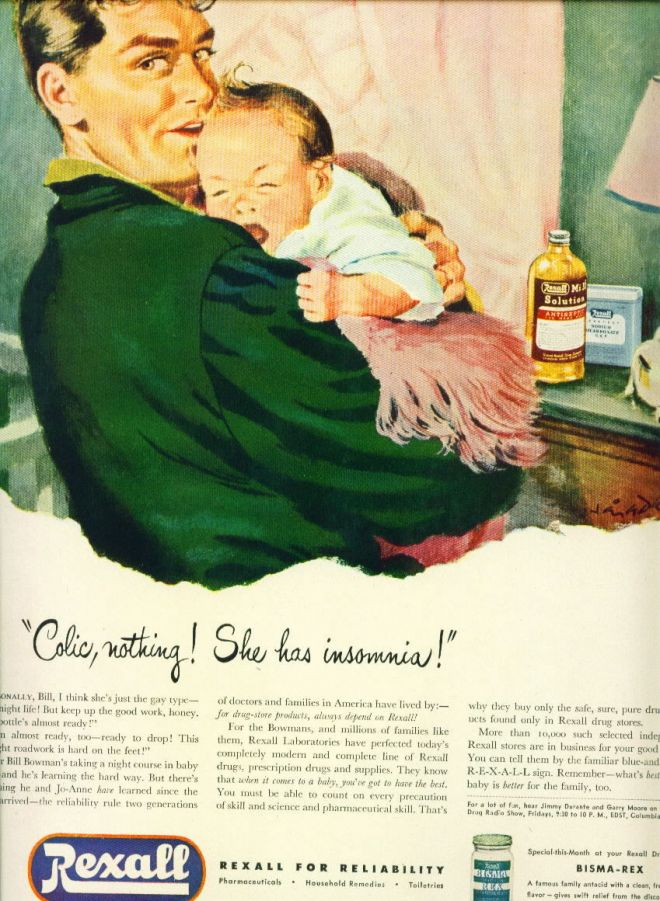 Rexall Mi 31
Solution
ANTISEPTIC
Rexall
SODIUM
BICARBONATE
U.S.P.
"Colic, nothing! She has insomnia!"
ONALLY, Bill, I think she's just the gay type—
night life! But keep up the good work, honey.
ottle's almost ready!"
n almost ready, too—ready to drop! This
ht roadwork is hard on the feet!"
r Bill Bowman's taking a night course in baby
and he's learning the hard way. But there's
ing he and Jo-Anne have learned since the
arrived—the reliability rule two generations
of doctors and families in America have lived by:—
for drug-store products, always depend on Rexall!
For the Bowmans, and millions of families like
them, Rexall Laboratories have perfected today's
completely modern and complete line of Rexall
drugs, prescription drugs and supplies. They know
that when it comes to a baby, you've got to have the best.
You must be able to count on every precaution
of skill and science and pharmaceutical skill. That's
why they buy only the safe, sure, pure dru
ucts found only in Rexall drug stores.
More than 10,000 such selected indep
Rexall stores are in business for your good
You can tell them by the familiar blue-and
R-E-X-A-L-L sign. Remember—what's best
baby is better for the family, too.
For a lot of fun, hear Jimmy Durante and Garry Moore on
Drug Radio Show, Fridays, 9:30 to 10 P. M., EDST, Columbia
Rexall
REXALL FOR RELIABILITY
Pharmaceuticals • Household Remedies • Toiletries
Rexall
BISMA
REX
Special-this-Month at your Rexall Dr
BISMA-REX
A famous family antacid with a clean, fre
flavor—gives swift relief from the disco